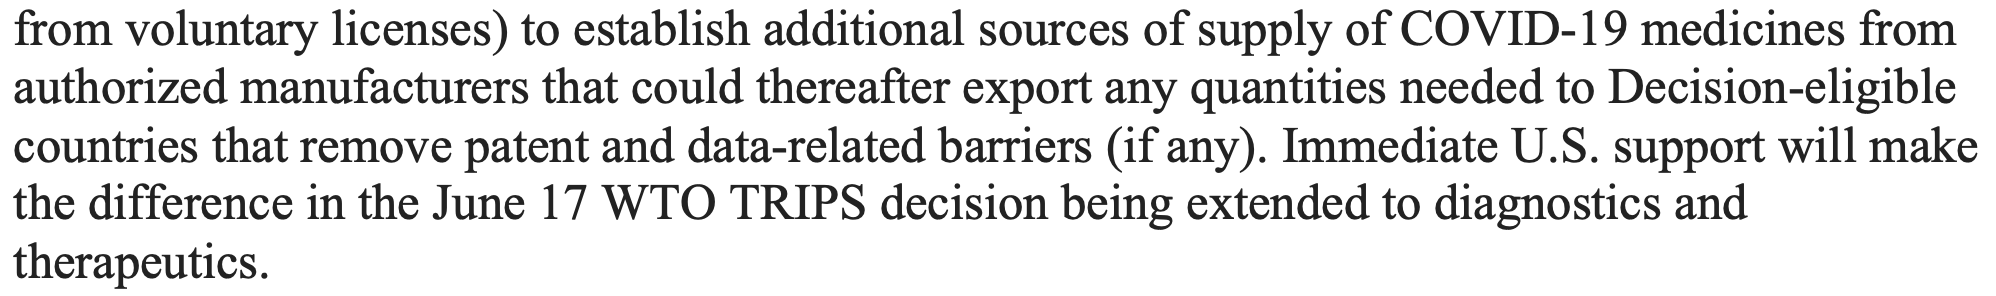 from voluntary licenses) to establish additional sources of supply of COVID-19 medicines from
authorized manufacturers that could thereafter export any quantities needed to Decision-eligible
countries that remove patent and data-related barriers (if any). Immediate U.S. support will make
the difference in the June 17 WTO TRIPS decision being extended to diagnostics and
therapeutics.